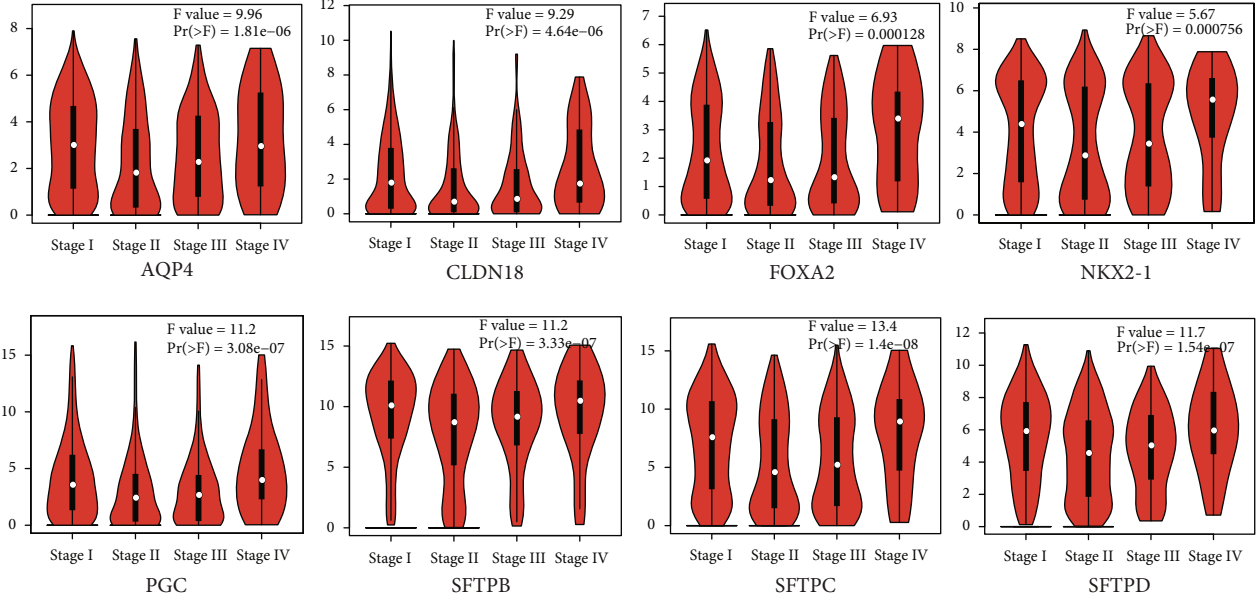 F value = 9.96
Pr(>F) = 1.81e−06
8
6
4
2
0
Stage I Stage II Stage III Stage IV
AQP4
F value = 9.29
Pr(>F) = 4.64e−06
12
10
8
6
4
2
0
Stage I Stage II Stage III Stage IV
CLDN18
F value = 6.93
Pr(>F) = 0.000128
7
6
5
4
3
2
1
0
Stage I Stage II Stage III Stage IV
FOXA2
F value = 5.67
Pr(>F) = 0.000756
10
8
6
4
2
0
Stage I Stage II Stage III Stage IV
NKX2-1
F value = 11.2
Pr(>F) = 3.08e−07
15
10
5
0
Stage I Stage II Stage III Stage IV
PGC
F value = 11.2
Pr(>F) = 3.33e−07
15
10
5
0
Stage I Stage II Stage III Stage IV
SFTPB
F value = 13.4
Pr(>F) = 1.4e−08
15
10
5
0
Stage I Stage II Stage III Stage IV
SFTPC
F value = 11.7
Pr(>F) = 1.54e−07
12
10
8
6
4
2
0
Stage I Stage II Stage III Stage IV
SFTPD